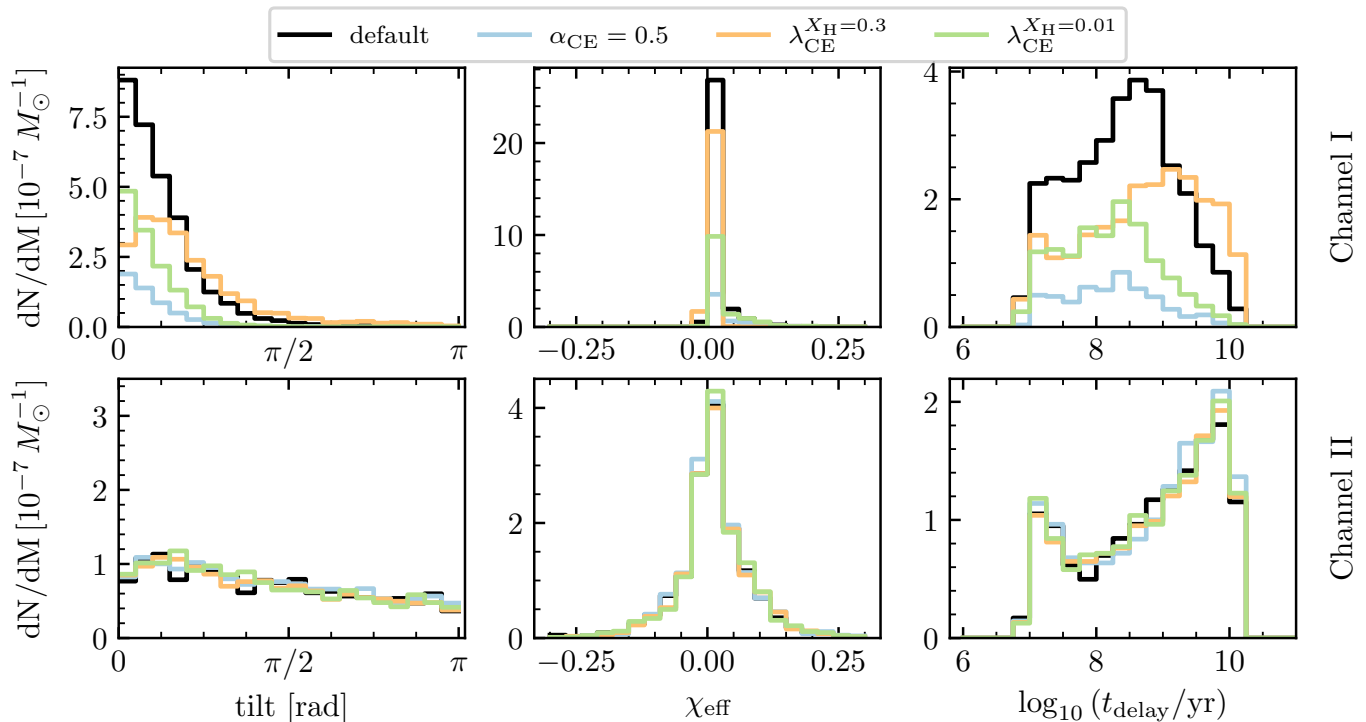 default α_CE = 0.5 λ_CE^{X_H=0.3} λ_CE^{X_H=0.01}
dN/dM [10⁻⁷ M_⊙⁻¹]
7.5
5.0
2.5
0.0
0 π/2 π
20
10
0
−0.25 0.00 0.25
4
2
0
6 8 10
Channel I
dN/dM [10⁻⁷ M_⊙⁻¹]
3
2
1
0
0 π/2 π
tilt [rad]
4
2
0
−0.25 0.00 0.25
χ_eff
2
1
0
6 8 10
log₁₀ (t_delay/yr)
Channel II